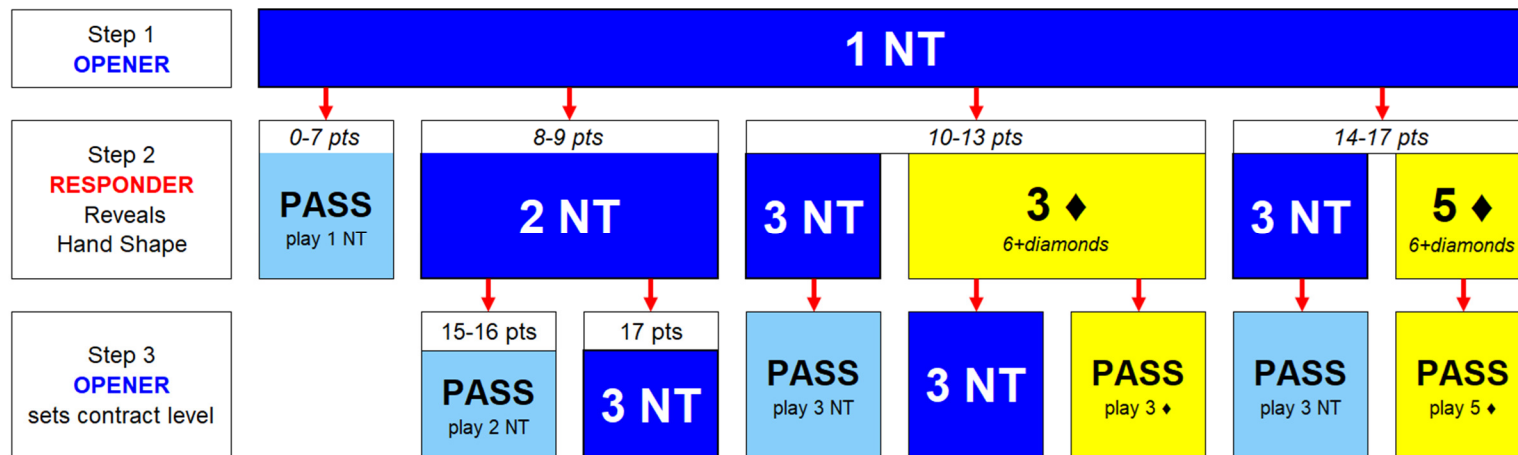 Step 1
OPENER
1 NT
Step 2
RESPONDER
Reveals
Hand Shape
0-7 pts
PASS
play 1 NT
8-9 pts
2 NT
10-13 pts
3 NT
3 ♦
6+diamonds
14-17 pts
3 NT
5 ♦
6+diamonds
Step 3
OPENER
sets contract level
15-16 pts
PASS
play 2 NT
17 pts
3 NT
PASS
play 3 NT
3 NT
PASS
play 3 ♦
PASS
play 3 NT
PASS
play 5 ♦